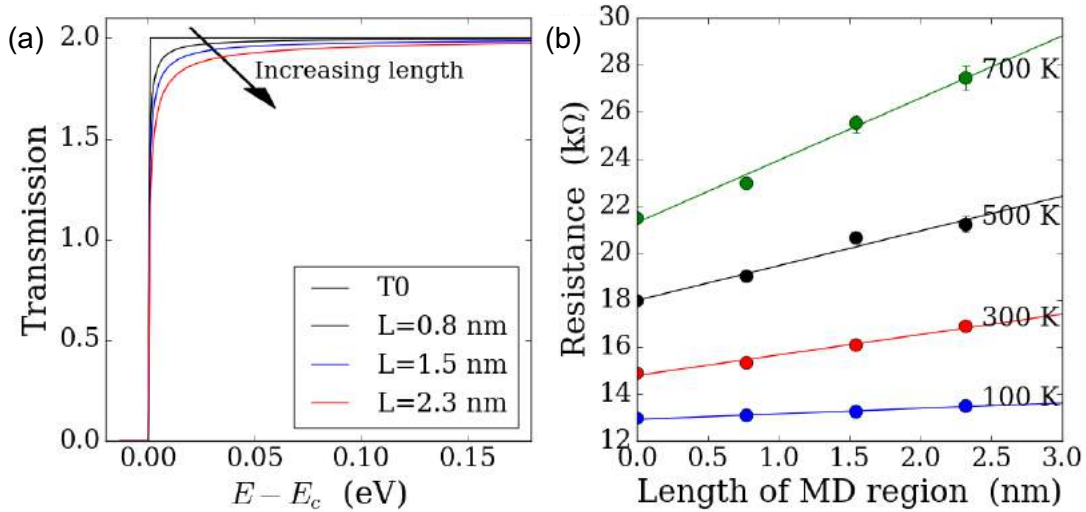 (a)
2.0
1.5
1.0
0.5
0.0
Transmission
Increasing length
T0
L=0.8 nm
L=1.5 nm
L=2.3 nm
0.00 0.05 0.10 0.15
E − E_c (eV)
(b)
30
28
26
24
22
20
18
16
14
13
12
Resistance (kΩ)
700 K
500 K
300 K
100 K
0.0 0.5 1.0 1.5 2.0 2.5 3.0
Length of MD region (nm)